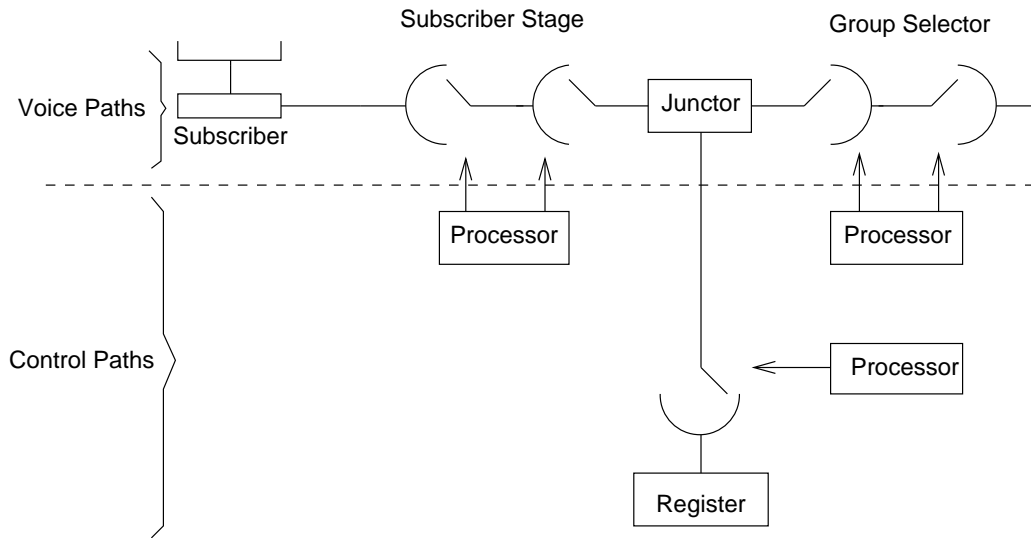 Subscriber Stage
Group Selector
Voice Paths
Junctor
Subscriber
Processor
Processor
Control Paths
Processor
Register